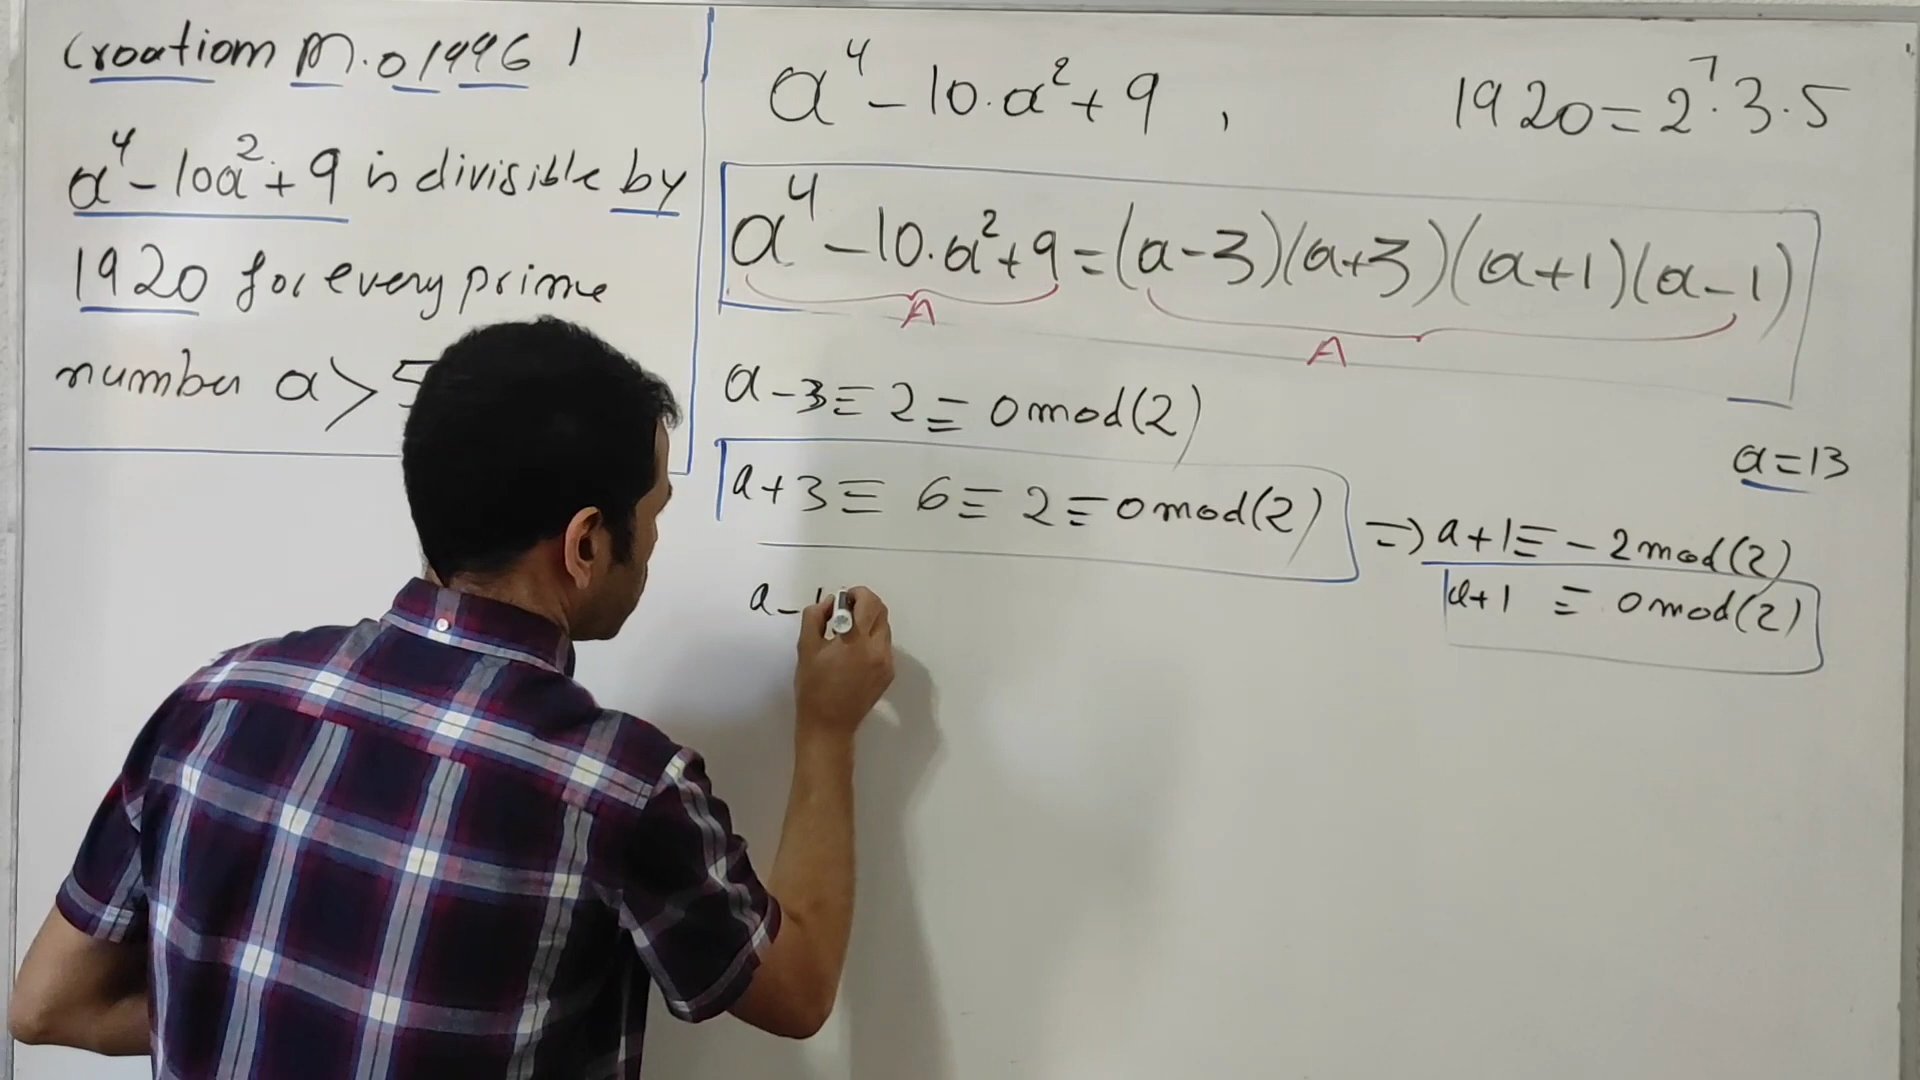 Croatiam M.O 1996 )
a⁴ - 10a² + 9 is divisible by
1920 for every prime
number a > 5
a⁴ - 10.a² + 9 ,
1920 = 2⁷.3.5
a⁴ - 10.a² + 9 = (a-3)(a+3)(a+1)(a-1)
A
A
a - 3 ≡ 2 ≡ 0 mod(2)
a = 13
a + 3 ≡ 6 ≡ 2 ≡ 0 mod(2)
⇒ a + 1 ≡ - 2 mod(2)
a + 1 ≡ 0 mod(2)
a -